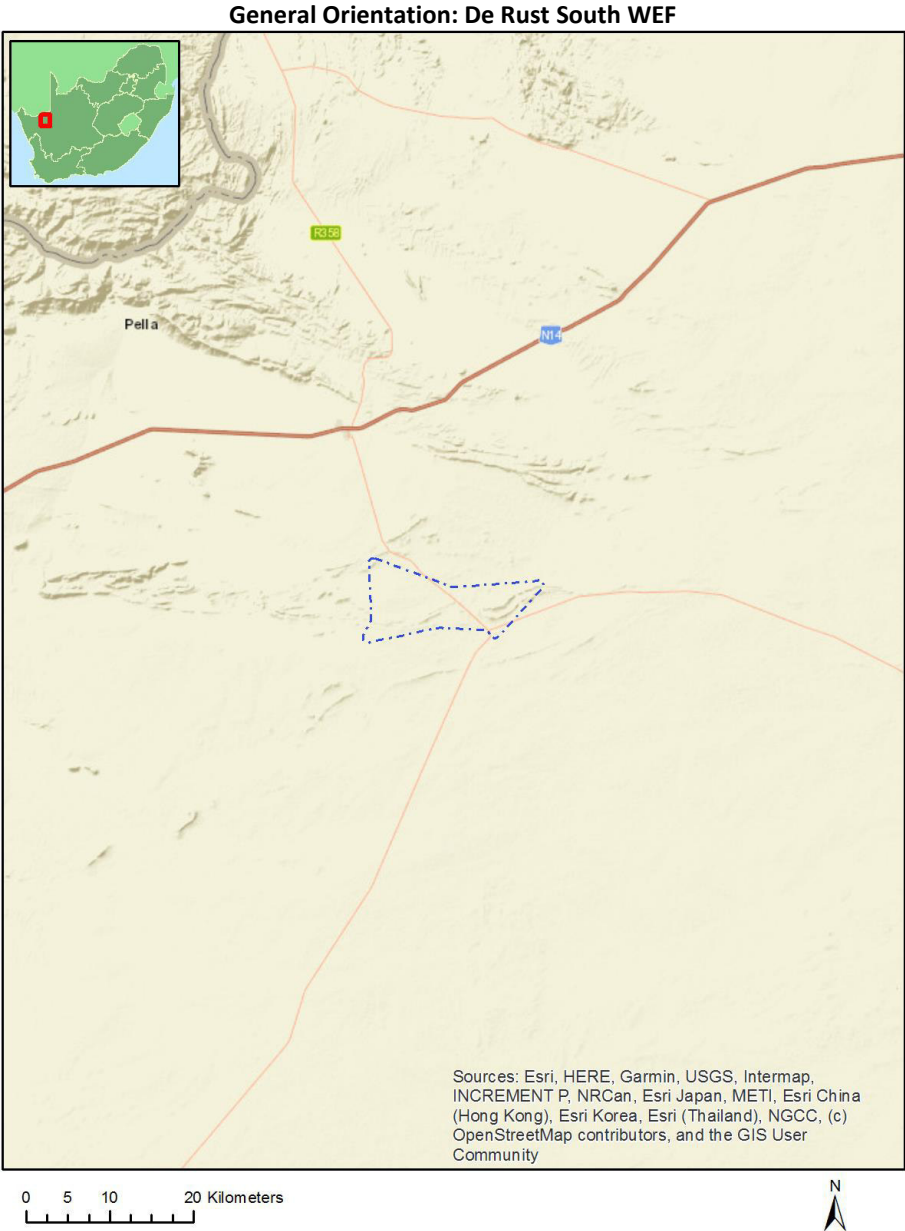 General Orientation: De Rust South WEF
R358
Pella
N14
Sources: Esri, HERE, Garmin, USGS, Intermap,
INCREMENT P, NRCan, Esri Japan, METI, Esri China
(Hong Kong), Esri Korea, Esri (Thailand), NGCC, (c)
OpenStreetMap contributors, and the GIS User
Community
0 5 10 20 Kilometers
N